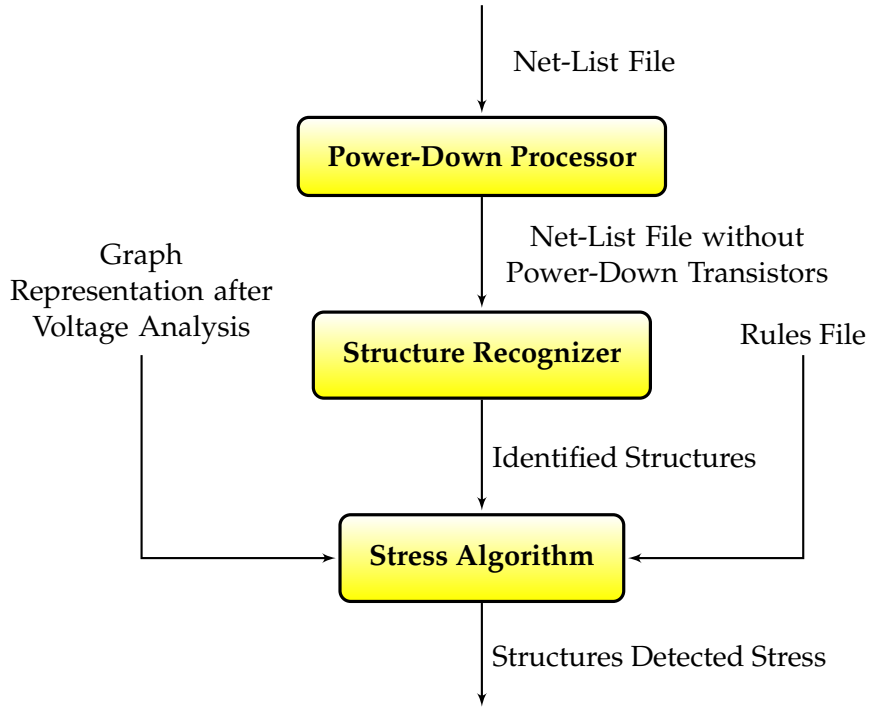 Net-List File
Power-Down Processor
Net-List File without
Power-Down Transistors
Graph
Representation after
Voltage Analysis
Structure Recognizer
Rules File
Identified Structures
Stress Algorithm
Structures Detected Stress